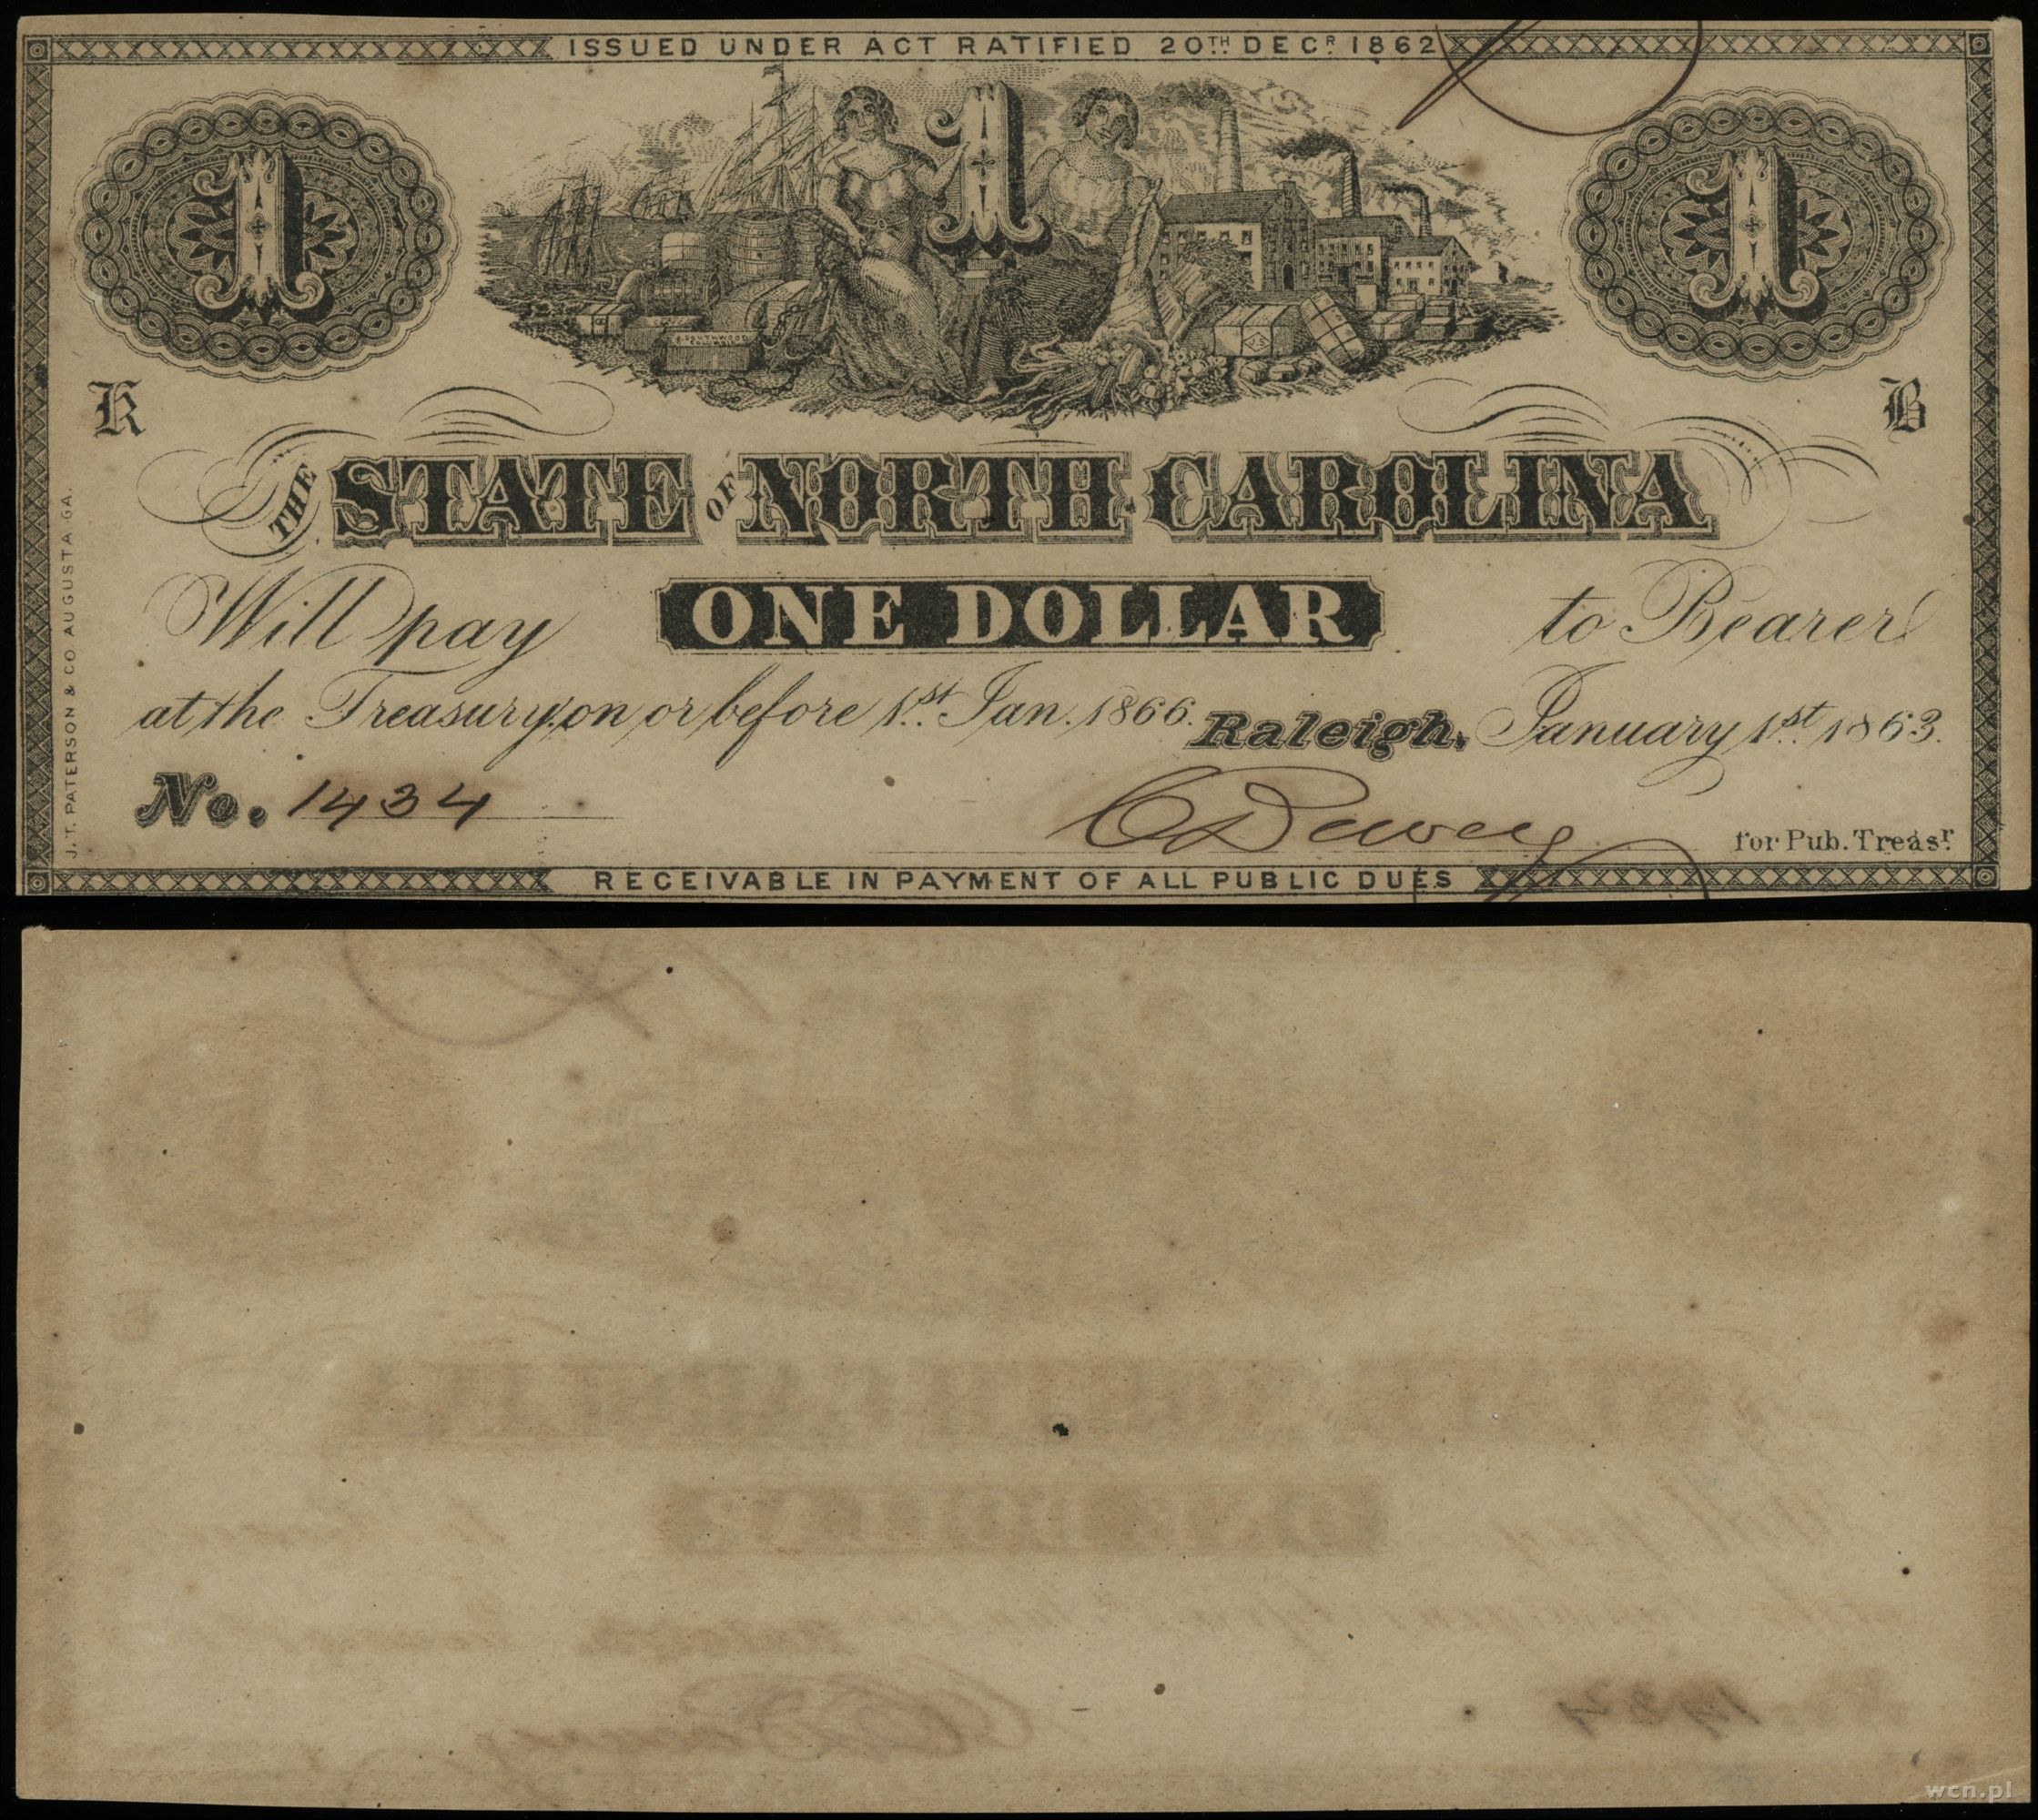 ISSUED UNDER ACT RATIFIED 20TH DECR 1862
1 1 1
K B
THE STATE OF NORTH CAROLINA
Will pay ONE DOLLAR to Bearer
at the Treasury, on or before 1st Jan. 1866. Raleigh, January 1st 1863.
No. 1434 C Dewey for Pub. Treasr.
RECEIVABLE IN PAYMENT OF ALL PUBLIC DUES
J. T. PATERSON & CO. AUGUSTA GA.
wcn.pl